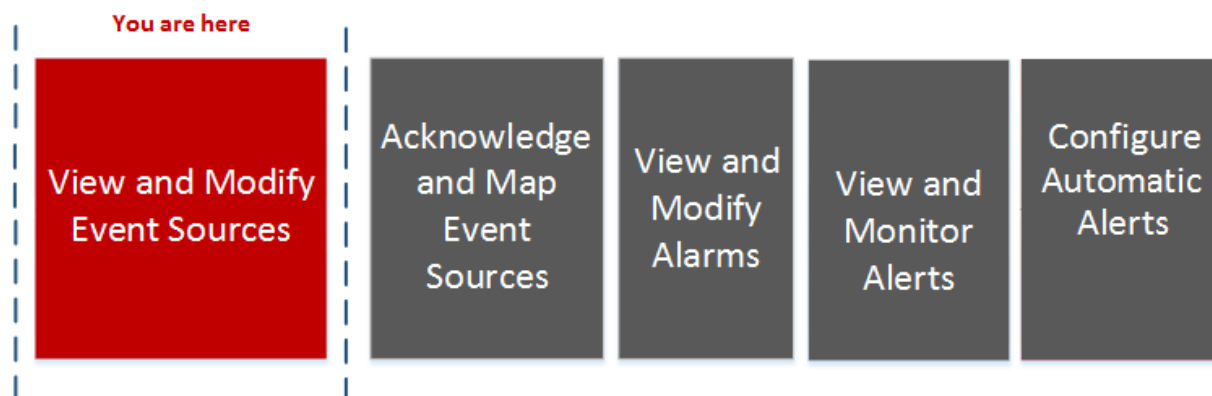 You are here
View and Modify
Event Sources
Acknowledge
and Map
Event
Sources
View and
Modify
Alarms
View and
Monitor
Alerts
Configure
Automatic
Alerts